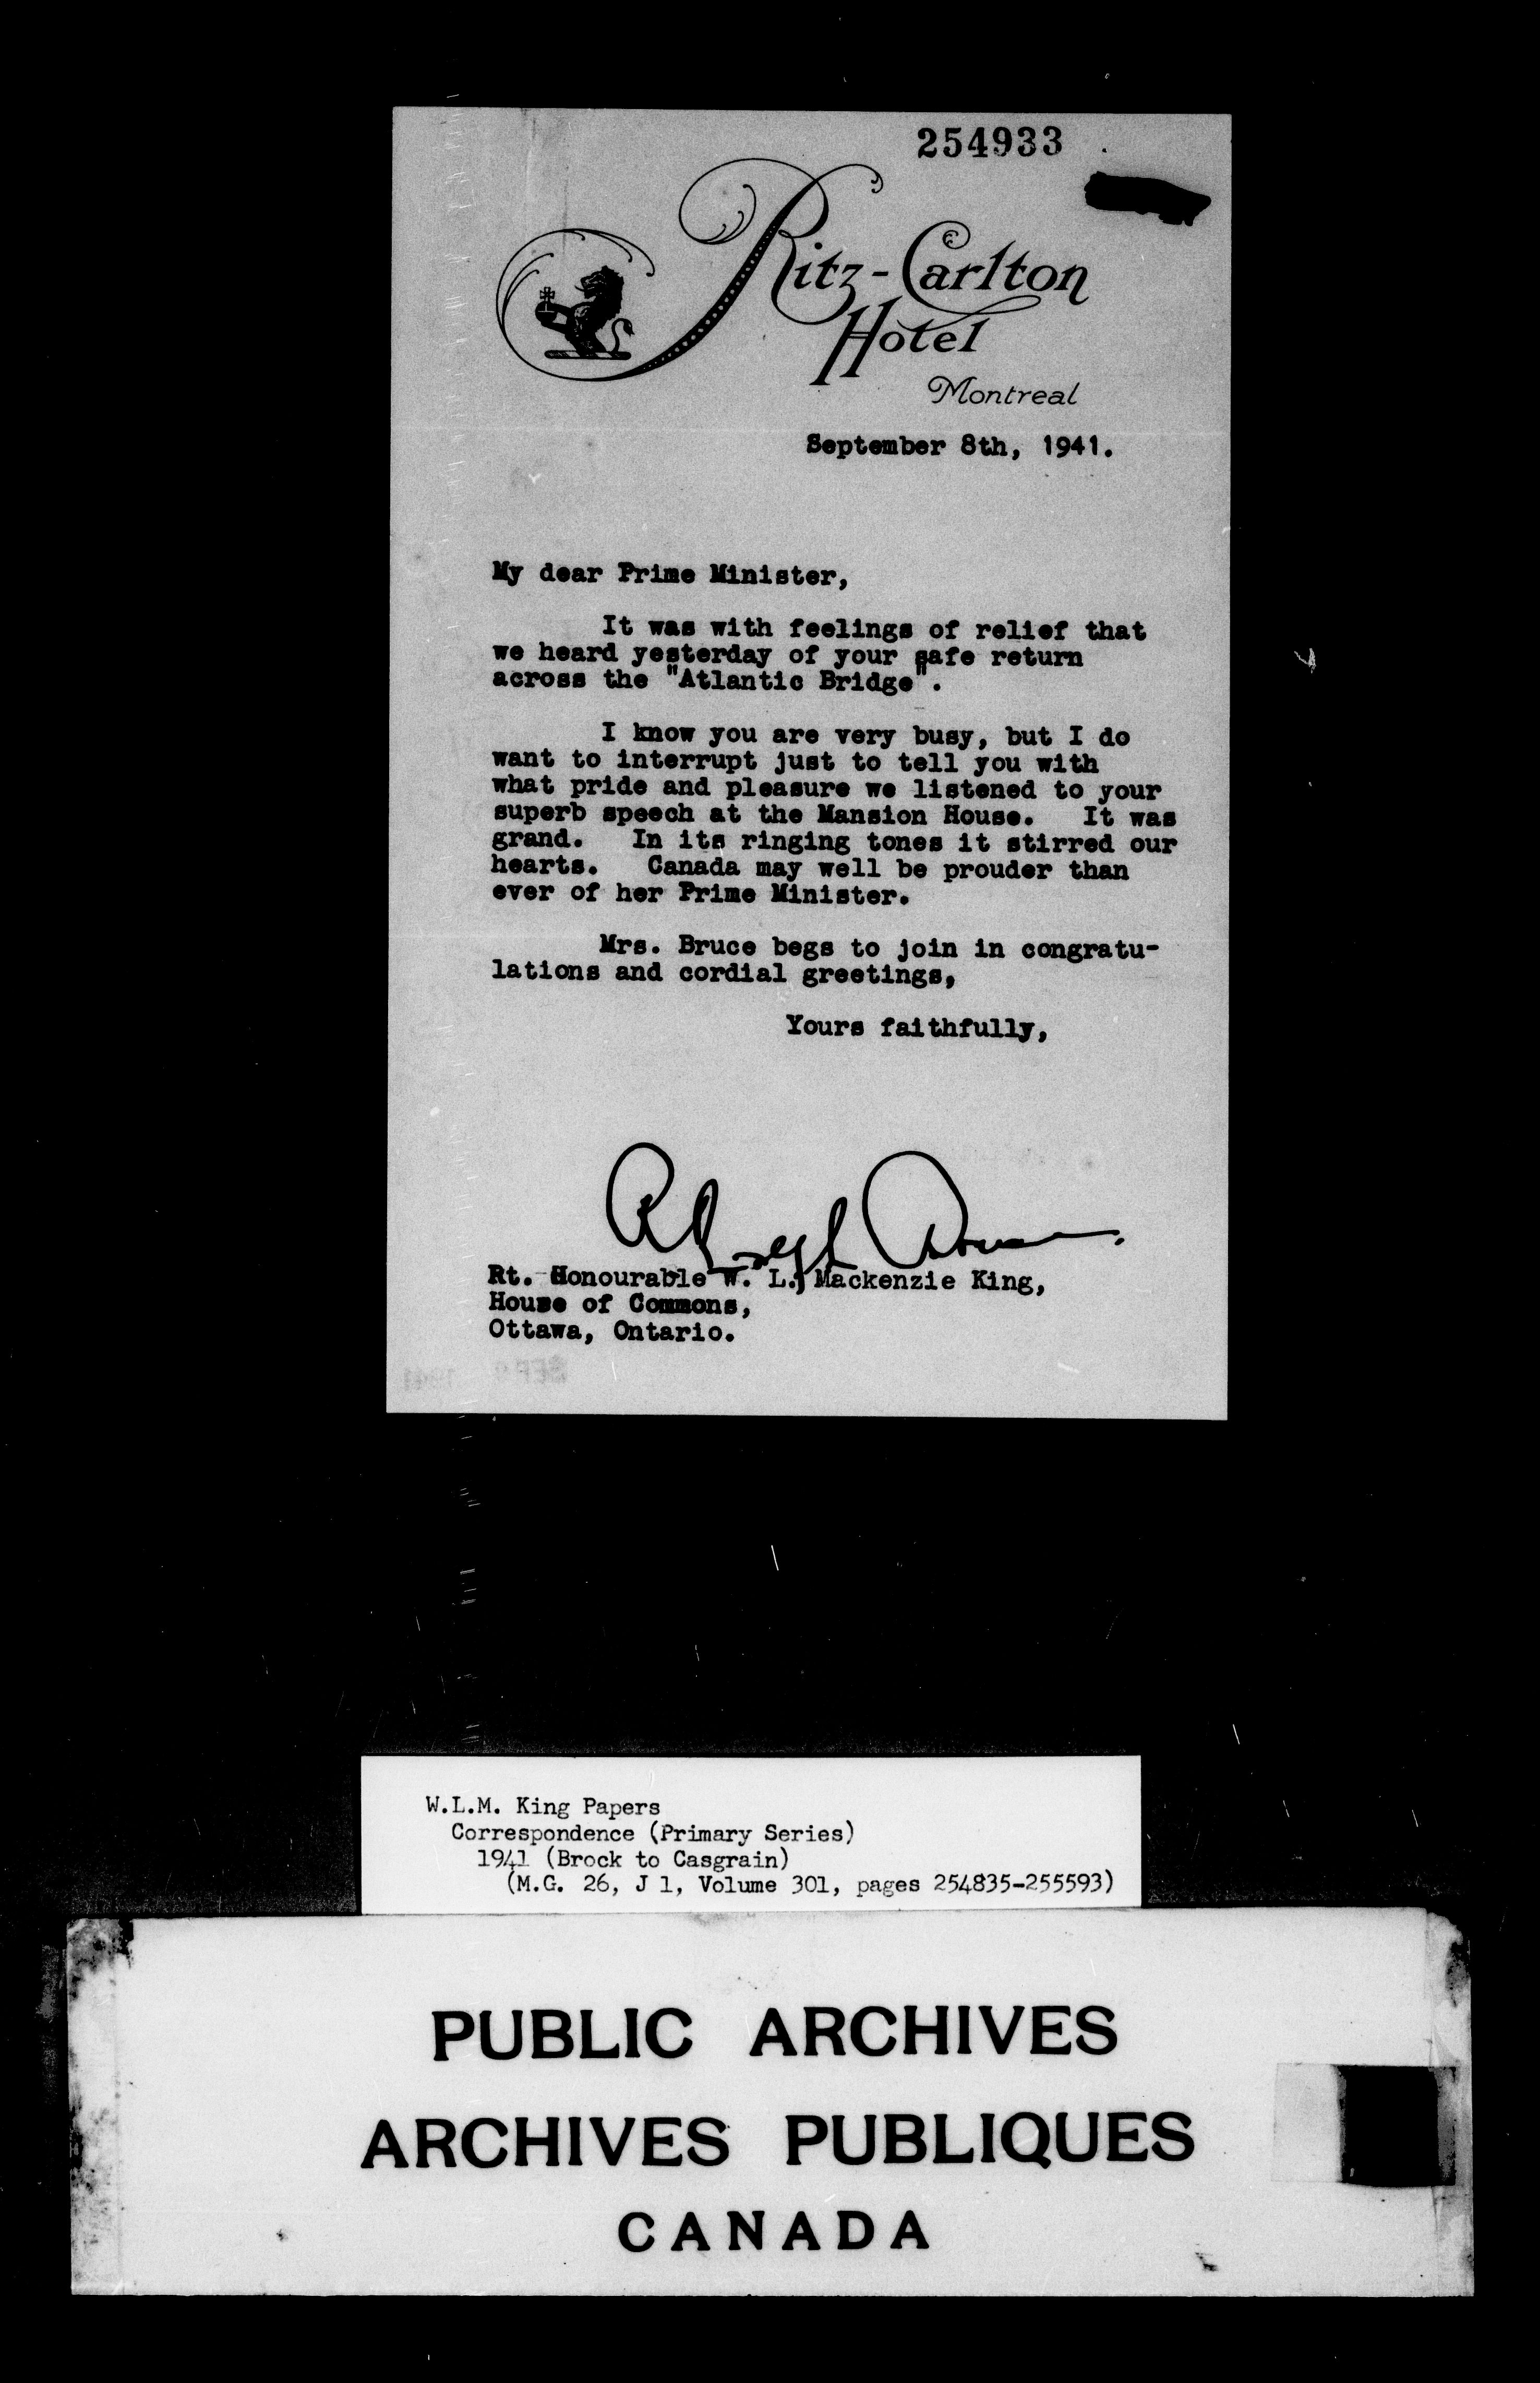 254933
Ritz-Carlton
Hotel
Montreal
September 8th, 1941.
My dear Prime Minister,
It was with feelings of relief that
we heard yesterday of your safe return
across the "Atlantic Bridge".
I know you are very busy, but I do
want to interrupt just to tell you with
what pride and pleasure we listened to your
superb speech at the Mansion House. It was
grand. In its ringing tones it stirred our
hearts. Canada may well be prouder than
ever of her Prime Minister.
Mrs. Bruce begs to join in congratu-
lations and cordial greetings,
Yours faithfully,
Rt. Honourable W. L. Mackenzie King,
House of Commons,
Ottawa, Ontario.
W.L.M. King Papers
Correspondence (Primary Series)
1941 (Brock to Casgrain)
(M.G. 26, J 1, Volume 301, pages 254835-255593)
PUBLIC ARCHIVES
ARCHIVES PUBLIQUES
CANADA